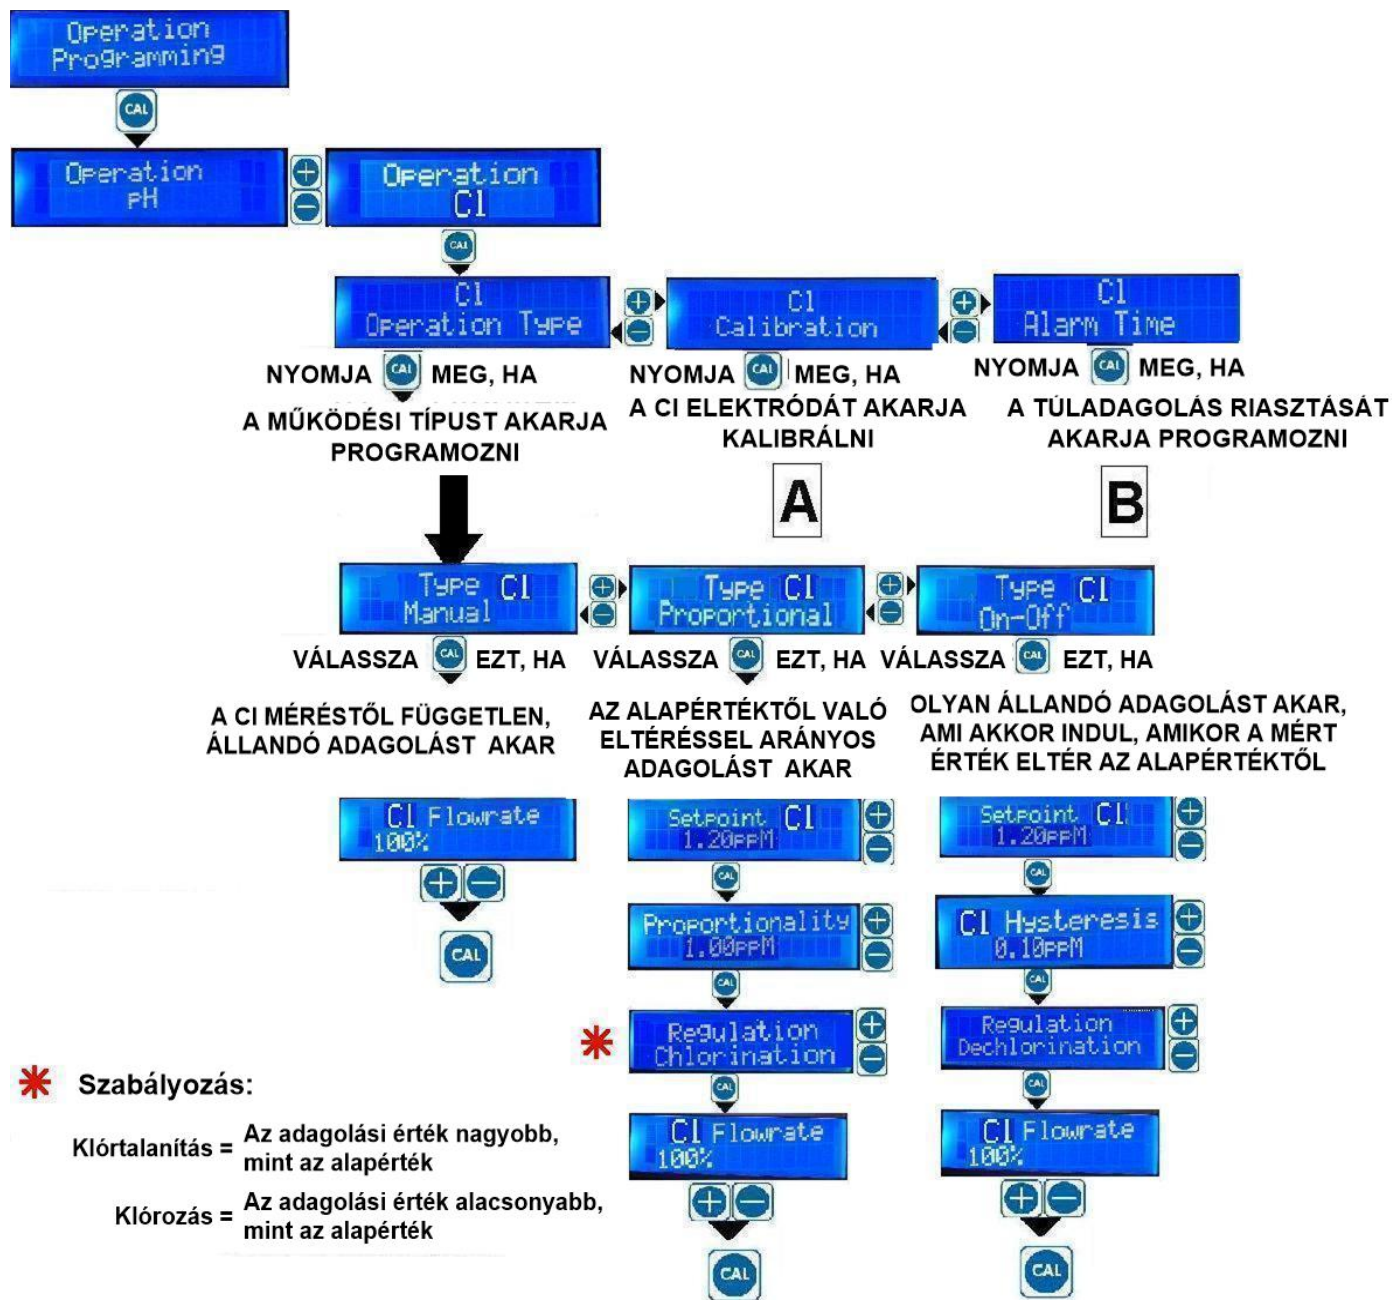 Operation
Programming
CAL
Operation
pH
+
-
Operation
Cl
CAL
Cl
Operation Type
+
-
Cl
Calibration
+
-
Cl
Alarm Time
NYOMJA CAL MEG, HA
A MŰKÖDÉSI TÍPUST AKARJA
PROGRAMOZNI
NYOMJA CAL MEG, HA
A Cl ELEKTRÓDÁT AKARJA
KALIBRÁLNI
A
NYOMJA CAL MEG, HA
A TÚLADAGOLÁS RIASZTÁSÁT
AKARJA PROGRAMOZNI
B
Type Cl
Manual
+
-
Type Cl
Proportional
+
-
Type Cl
On-Off
VÁLASSZA CAL EZT, HA
A Cl MÉRÉSTŐL FÜGGETLEN,
ÁLLANDÓ ADAGOLÁST AKAR
VÁLASSZA CAL EZT, HA
AZ ALAPÉRTÉKTŐL VALÓ
ELTÉRÉSSEL ARÁNYOS
ADAGOLÁST AKAR
VÁLASSZA CAL EZT, HA
OLYAN ÁLLANDÓ ADAGOLÁST AKAR,
AMI AKKOR INDUL, AMIKOR A MÉRT
ÉRTÉK ELTÉR AZ ALAPÉRTÉKTŐL
Cl Flowrate
100%
+ -
CAL
Setpoint Cl
1.20ppM
+
-
CAL
Proportionality
1.00ppM
+
-
CAL
Regulation
Chlorination
+
-
CAL
Cl Flowrate
100%
+ -
CAL
Setpoint Cl
1.20ppM
+
-
CAL
Cl Hysteresis
0.10ppM
+
-
CAL
Regulation
Dechlorination
+
-
CAL
Cl Flowrate
100%
+ -
CAL
Szabályozás:
Klórtalanítás = Az adagolási érték nagyobb,
mint az alapérték
Klórozás = Az adagolási érték alacsonyabb,
mint az alapérték